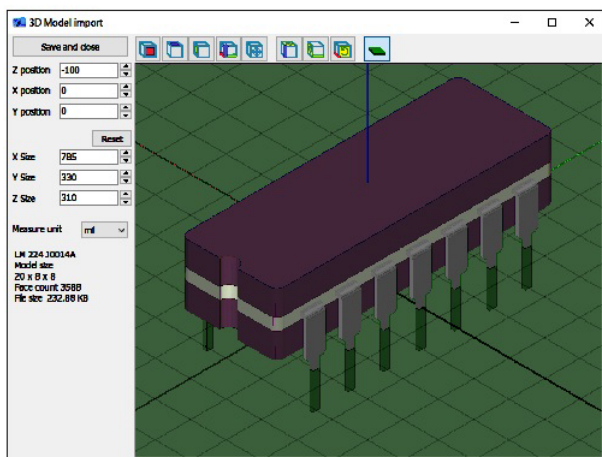 3D Model import
Save and close
Z position -100
X position 0
Y position 0
Reset
X Size 785
Y Size 330
Z Size 310
Measure unit mil
LM 224 J0014A
Model size
20 x 8 x 8
Face count 3588
File size 232.88 KB